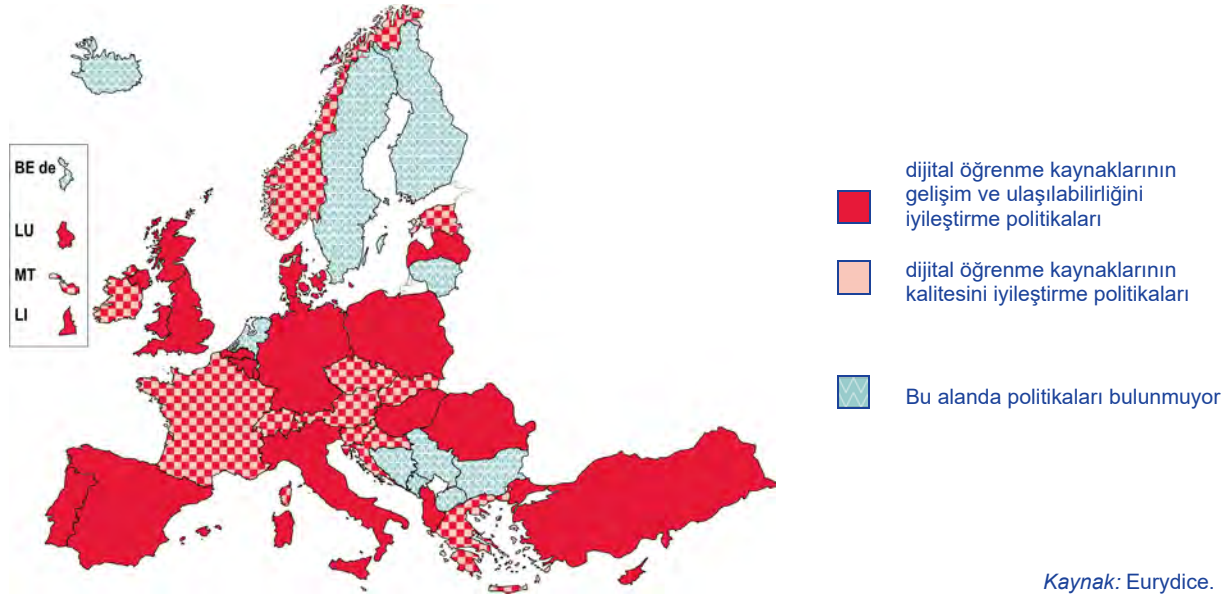 BE de
LU
MT
LI
dijital öğrenme kaynaklarının
gelişim ve ulaşılabilirliğini
iyileştirme politikaları
dijital öğrenme kaynaklarının
kalitesini iyileştirme politikaları
Bu alanda politikaları bulunmuyor
Kaynak: Eurydice.